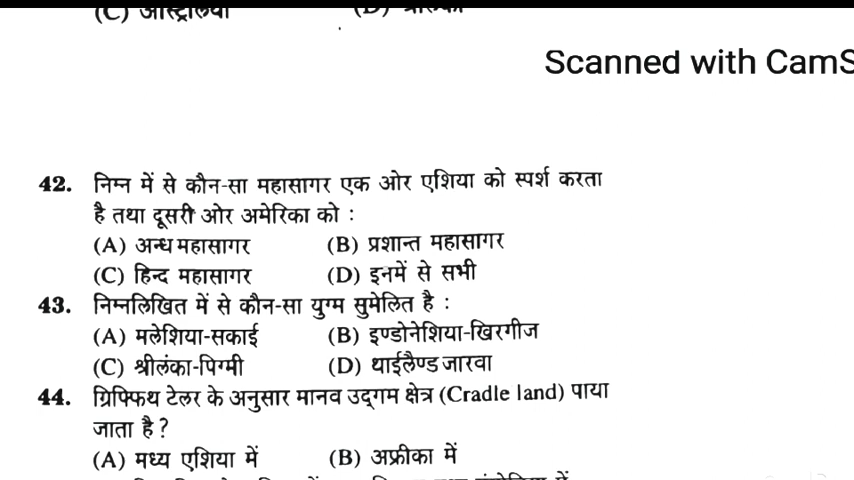 (C) ऑस्ट्रेलिया (D) श्रीलंका
Scanned with CamS
42. निम्न में से कौन-सा महासागर एक ओर एशिया को स्पर्श करता
है तथा दूसरी ओर अमेरिका को :
(A) अन्ध महासागर (B) प्रशान्त महासागर
(C) हिन्द महासागर (D) इनमें से सभी
43. निम्नलिखित में से कौन-सा युग्म सुमेलित है :
(A) मलेशिया-सकाई (B) इण्डोनेशिया-खिरगीज
(C) श्रीलंका-पिग्मी (D) थाईलैण्ड जारवा
44. ग्रिफ्फिथ टेलर के अनुसार मानव उद्गम क्षेत्र (Cradle land) पाया
जाता है ?
(A) मध्य एशिया में (B) अफ्रीका में